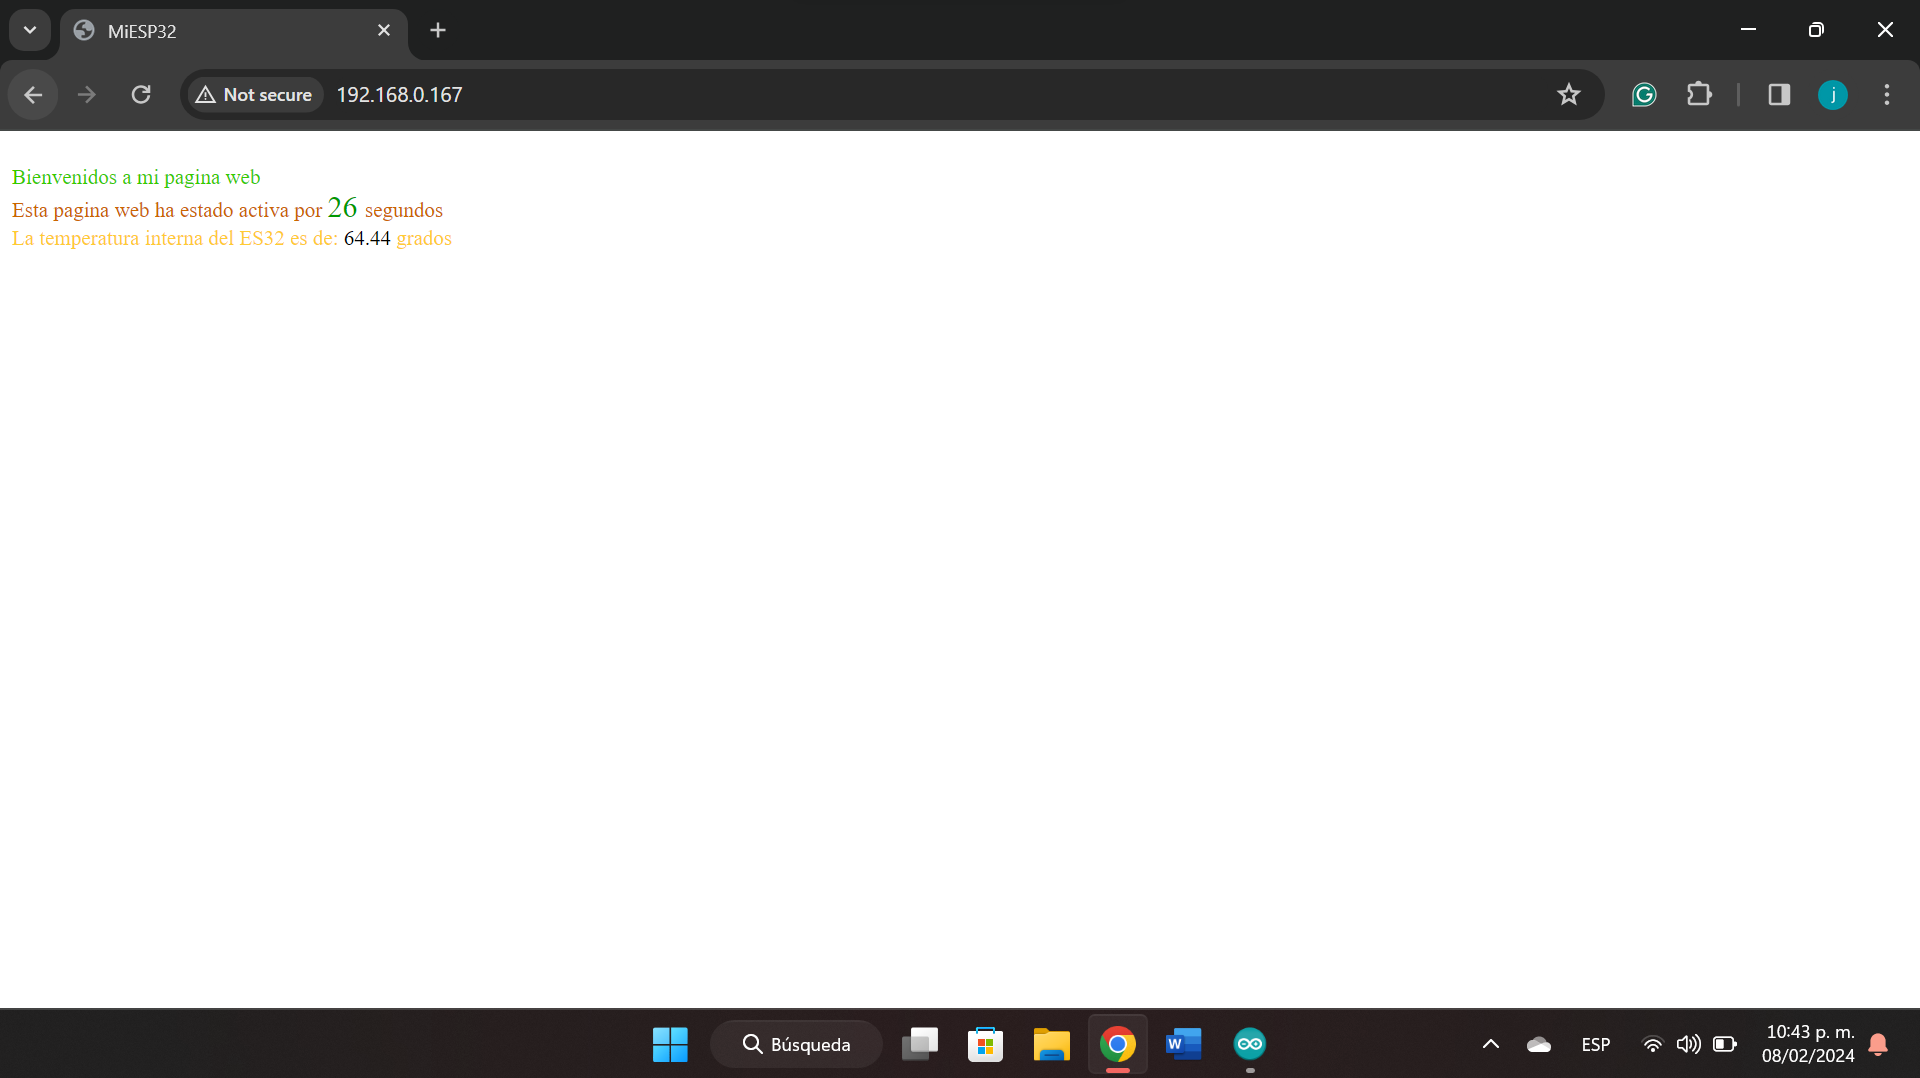 MiESP32
Not secure 192.168.0.167
j
Bienvenidos a mi pagina web
Esta pagina web ha estado activa por 26 segundos
La temperatura interna del ES32 es de: 64.44 grados
Búsqueda
W
ESP
10:43 p. m.
08/02/2024